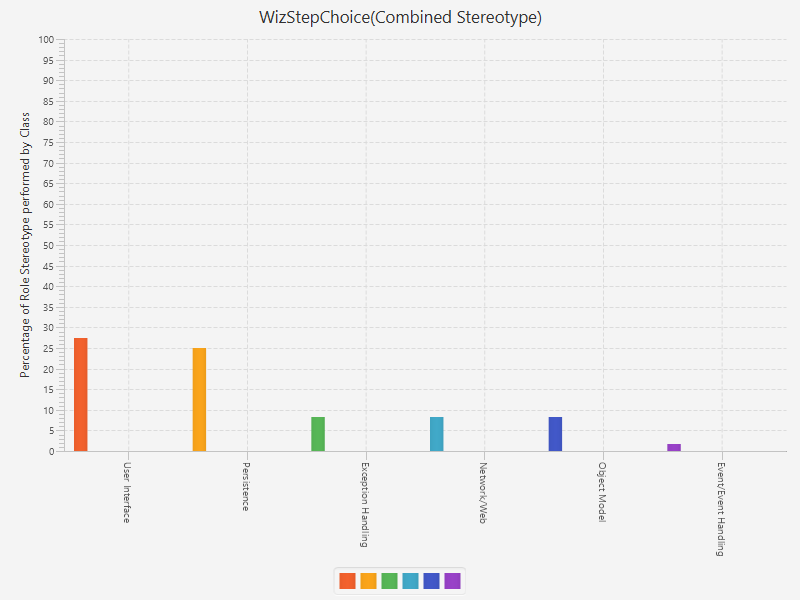 WizStepChoice(Combined Stereotype)
Percentage of Role Stereotype performed by Class
100
95
90
85
80
75
70
65
60
55
50
45
40
35
30
25
20
15
10
5
0
User Interface
Persistence
Exception Handling
Network/Web
Object Model
Event/Event Handling